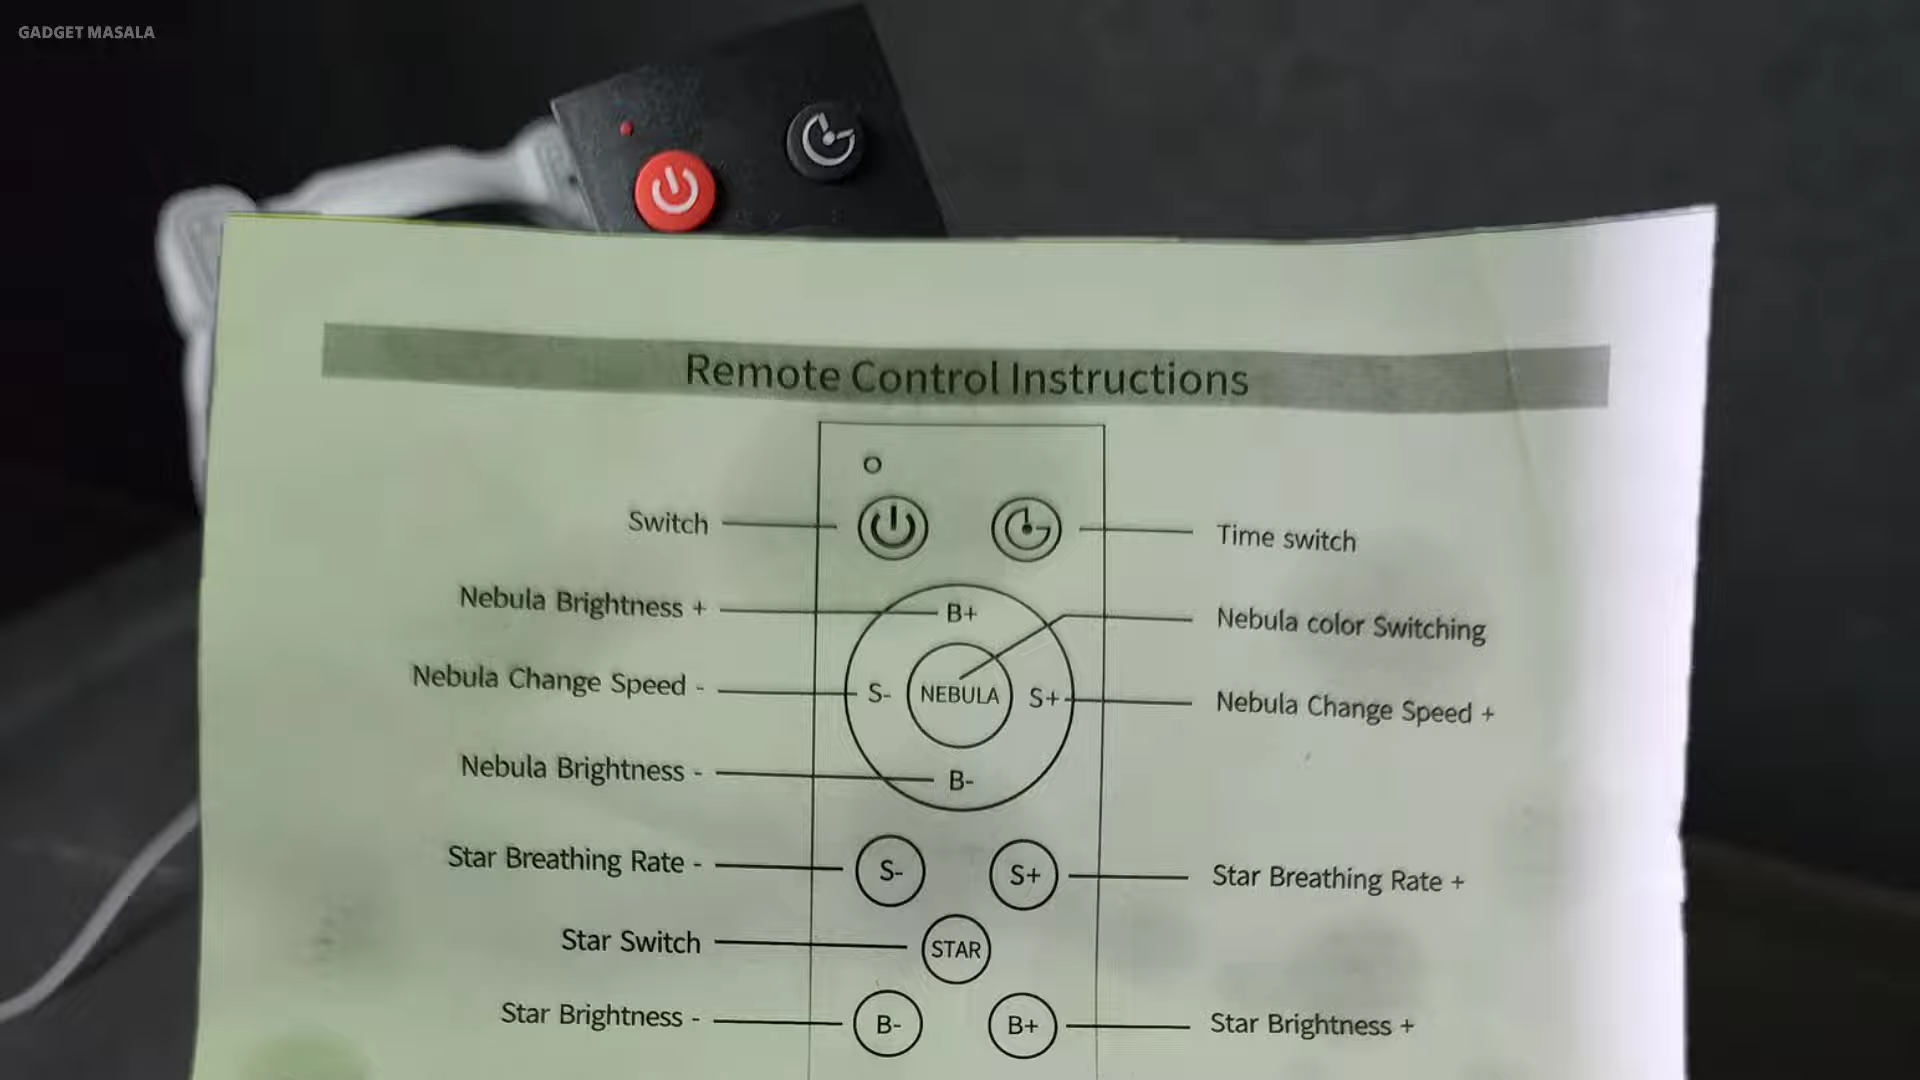 GADGET MASALA
Remote Control Instructions
Switch
Time switch
Nebula Brightness +
B+
Nebula color Switching
Nebula Change Speed -
S-
NEBULA
S+
Nebula Change Speed +
Nebula Brightness -
B-
Star Breathing Rate -
S-
S+
Star Breathing Rate +
Star Switch
STAR
Star Brightness -
B-
B+
Star Brightness +